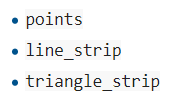 • points
• line_strip
• triangle_strip